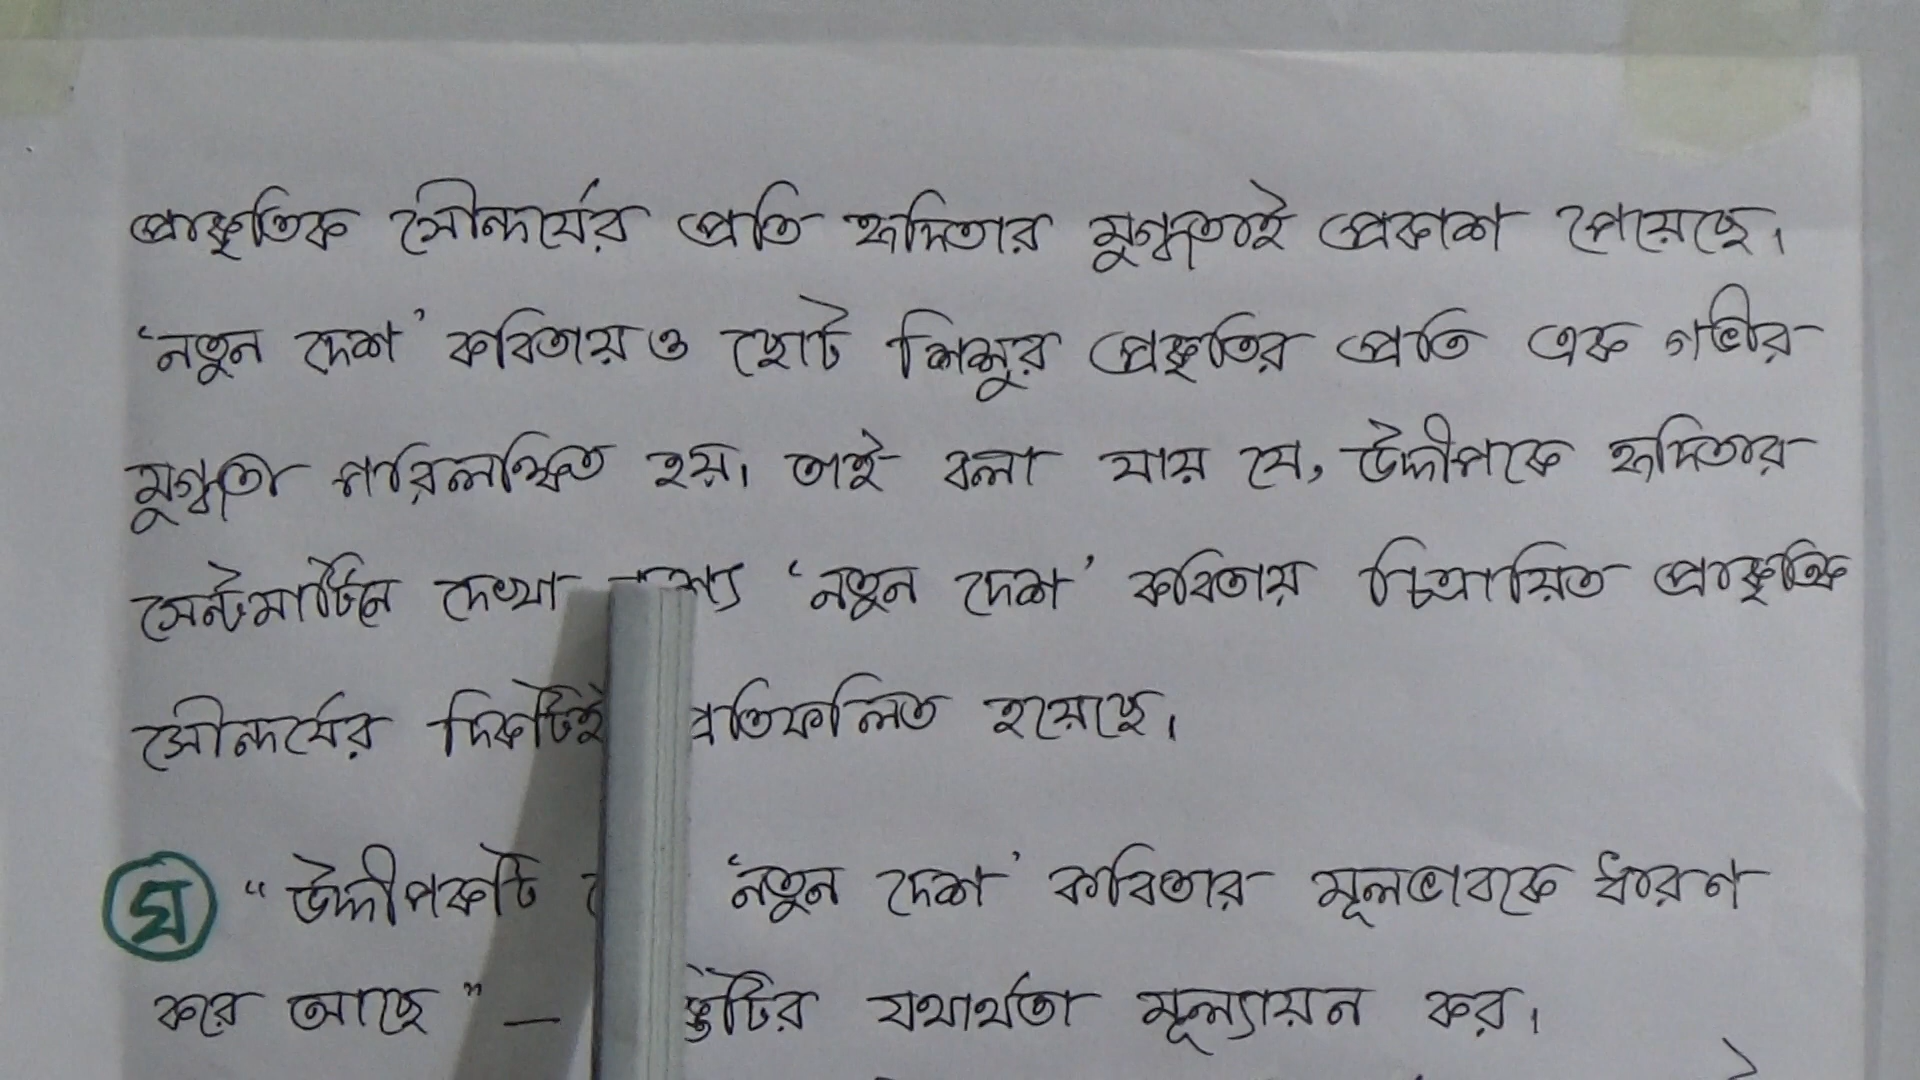 প্রাকৃতিক সৌন্দর্যের প্রতি হৃদিতার মুগ্ধতাই প্রকাশ পেয়েছে।
‘নতুন দেশ’ কবিতায়ও ছোট শিশুর প্রকৃতির প্রতি এক গভীর
মুগ্ধতা পরিলক্ষিত হয়। তাই বলা যায় যে, উদ্দীপকে হৃদিতার
সেন্টমার্টিনে দেখা ‘নতুন দেশ’ কবিতায় চিত্রায়িত প্রাকৃতিক
সৌন্দর্যের দিকটিই প্রতিফলিত হয়েছে।
ঘ “উদ্দীপকটি ‘নতুন দেশ’ কবিতার মূলভাবকে ধারণ
করে আছে” — যথার্থতা মূল্যায়ন কর।